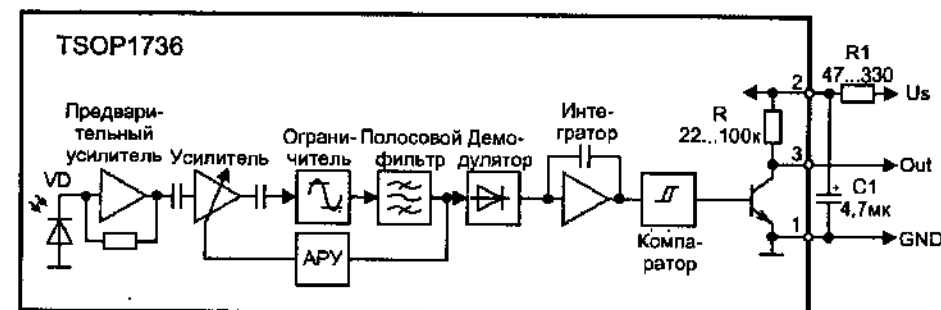 TSOP1736
R1
47...330
Us
2
R
22...100к
3
Out
C1
+
4,7мк
1
GND
Предвари-
тельный
усилитель
VD
Усилитель
Ограни-
читель
Полосовой
фильтр
Демо-
дулятор
Инте-
гратор
Компа-
ратор
АРУ